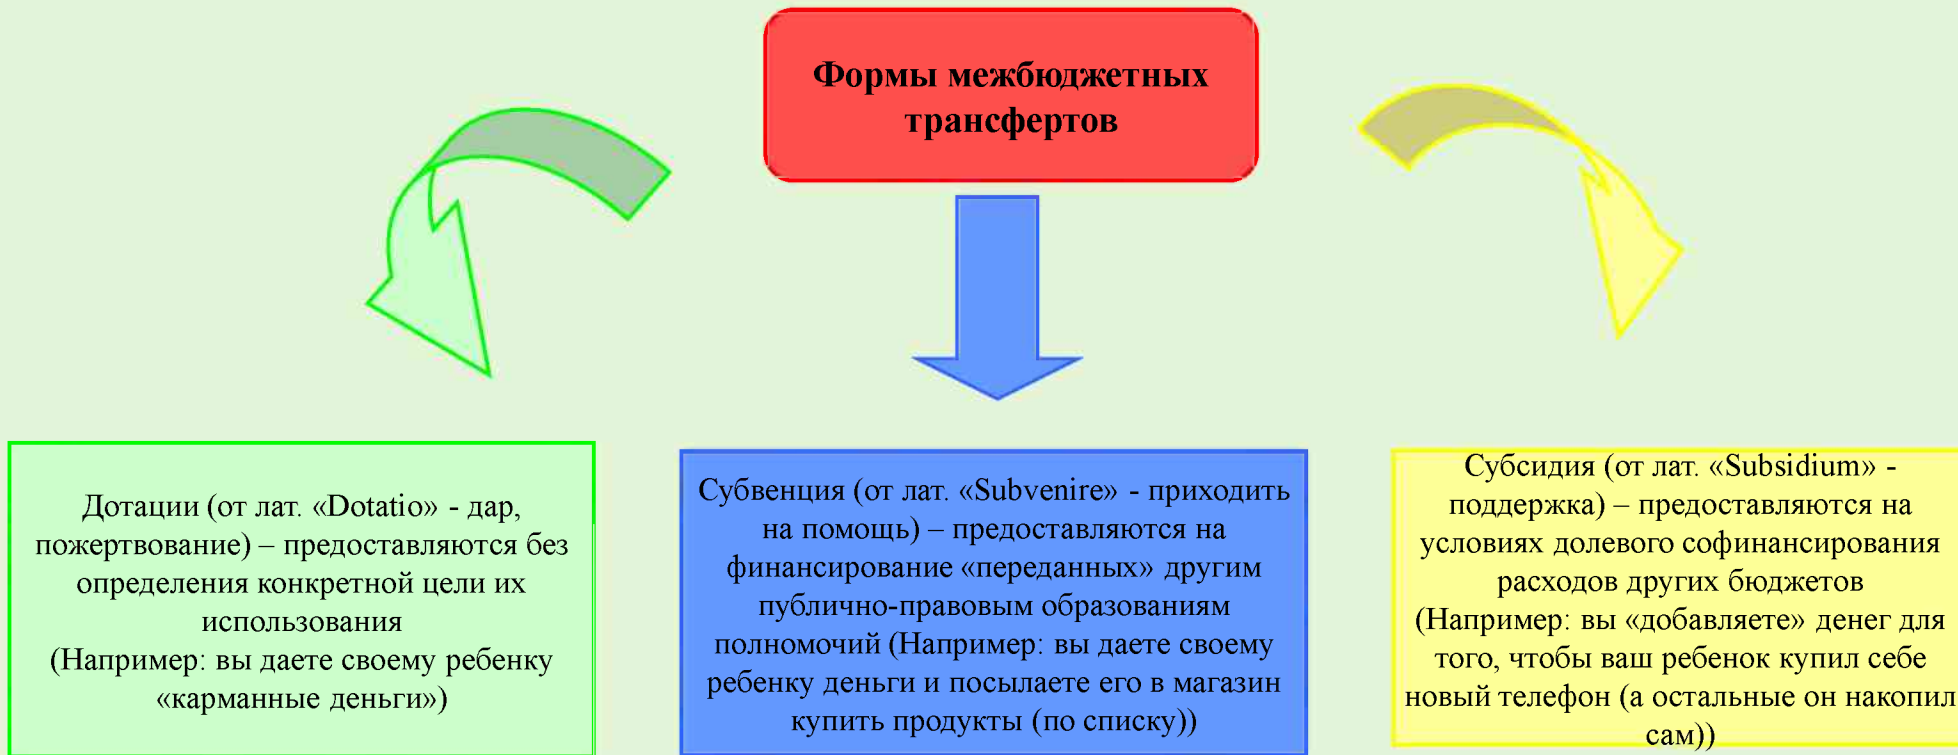 Формы межбюджетных
трансфертов
Дотации (от лат. «Dotatio» - дар,
пожертвование) – предоставляются без
определения конкретной цели их
использования
(Например: вы даете своему ребенку
«карманные деньги»)
Субвенция (от лат. «Subvenire» - приходить
на помощь) – предоставляются на
финансирование «переданных» другим
публично-правовым образованиям
полномочий (Например: вы даете своему
ребенку деньги и посылаете его в магазин
купить продукты (по списку))
Субсидия (от лат. «Subsidium» -
поддержка) – предоставляются на
условиях долевого софинансирования
расходов других бюджетов
(Например: вы «добавляете» денег для
того, чтобы ваш ребенок купил себе
новый телефон (а остальные он накопил
сам))